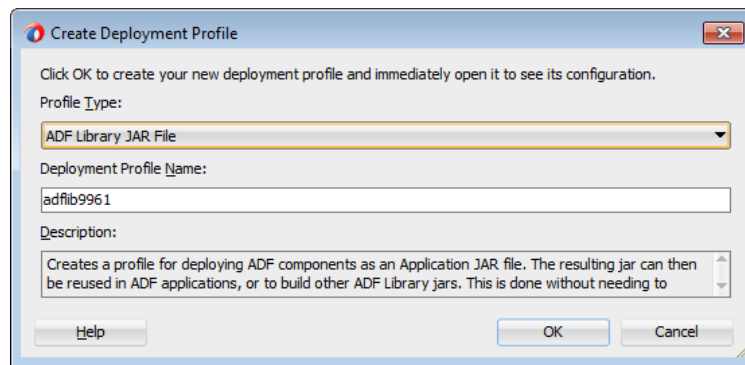 Create Deployment Profile
Click OK to create your new deployment profile and immediately open it to see its configuration.
Profile Type:
ADF Library JAR File
Deployment Profile Name:
adflib9961
Description:
Creates a profile for deploying ADF components as an Application JAR file. The resulting jar can then
be reused in ADF applications, or to build other ADF Library jars. This is done without needing to
Help
OK
Cancel